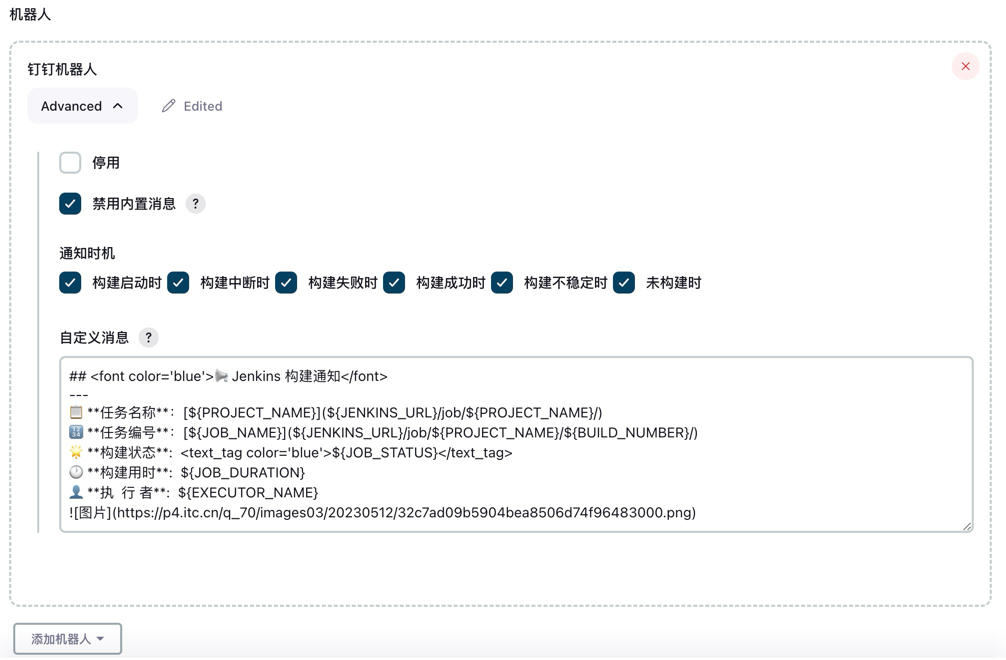 机器人
钉钉机器人
Advanced
Edited
停用
禁用内置消息 ?
通知时机
构建启动时 构建中断时 构建失败时 构建成功时 构建不稳定时 未构建时
自定义消息 ?
## <font color='blue'>📢 Jenkins 构建通知</font>
---
📋 **任务名称**: [${PROJECT_NAME}](${JENKINS_URL}/job/${PROJECT_NAME}/)
🔢 **任务编号**: [${JOB_NAME}](${JENKINS_URL}/job/${PROJECT_NAME}/${BUILD_NUMBER}/)
🌟 **构建状态**: <text_tag color='blue'>${JOB_STATUS}</text_tag>
🕐 **构建用时**: ${JOB_DURATION}
👤 **执 行 者**: ${EXECUTOR_NAME}
![图片](https://p4.itc.cn/q_70/images03/20230512/32c7ad09b5904bea8506d74f96483000.png)
添加机器人